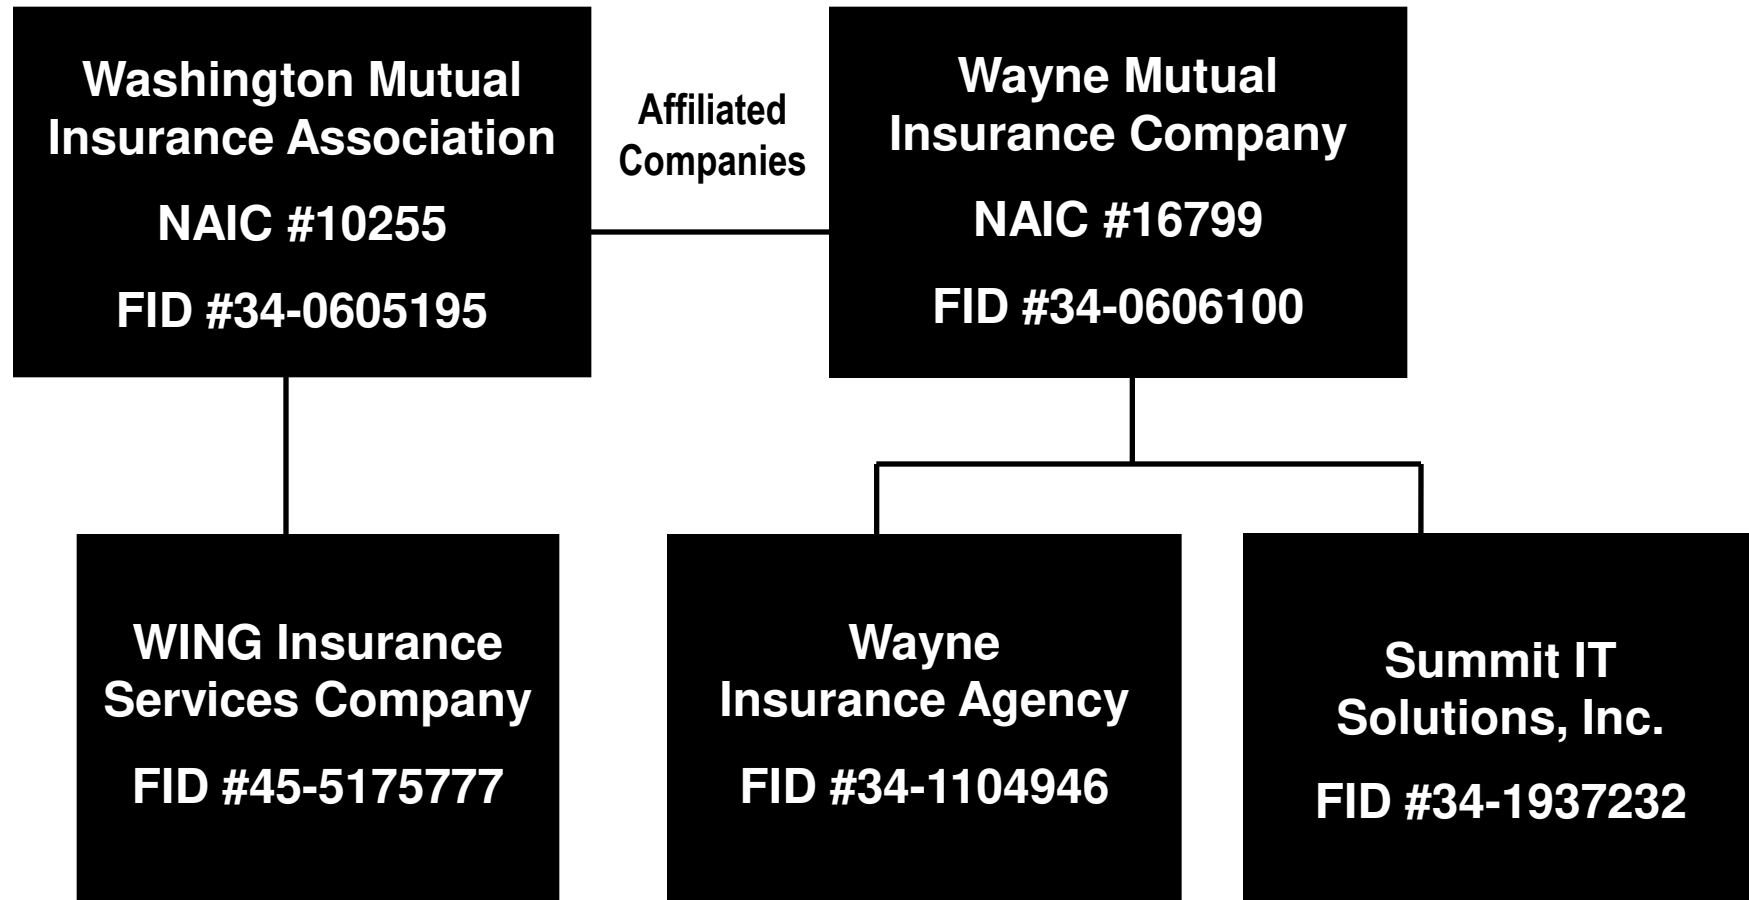 Washington Mutual
Insurance Association
NAIC #10255
FID #34-0605195
Affiliated
Companies
Wayne Mutual
Insurance Company
NAIC #16799
FID #34-0606100
WING Insurance
Services Company
FID #45-5175777
Wayne
Insurance Agency
FID #34-1104946
Summit IT
Solutions, Inc.
FID #34-1937232